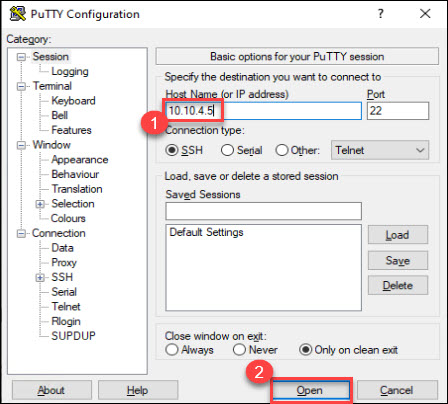 PuTTY Configuration
Category:
Session
Logging
Terminal
Keyboard
Bell
Features
Window
Appearance
Behaviour
Translation
Selection
Colours
Connection
Data
Proxy
SSH
Serial
Telnet
Rlogin
SUPDUP
Basic options for your PuTTY session
Specify the destination you want to connect to
Host Name (or IP address) Port
10.10.4.5 22
1
Connection type:
SSH Serial Other: Telnet
Load, save or delete a stored session
Saved Sessions
Default Settings
Load
Save
Delete
Close window on exit:
Always Never Only on clean exit
2
About Help Open Cancel